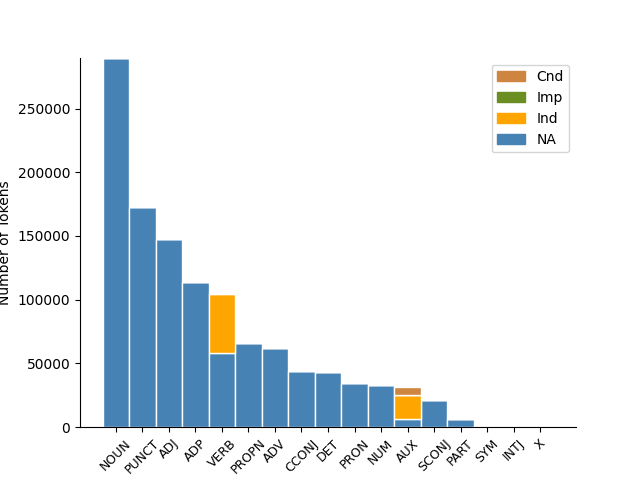 Cnd
Imp
Ind
NA
250000
200000
150000
100000
50000
0
Number of Tokens
NOUN
PUNCT
ADJ
ADP
VERB
PROPN
ADV
CCONJ
DET
PRON
NUM
AUX
SCONJ
PART
SYM
INTJ
X